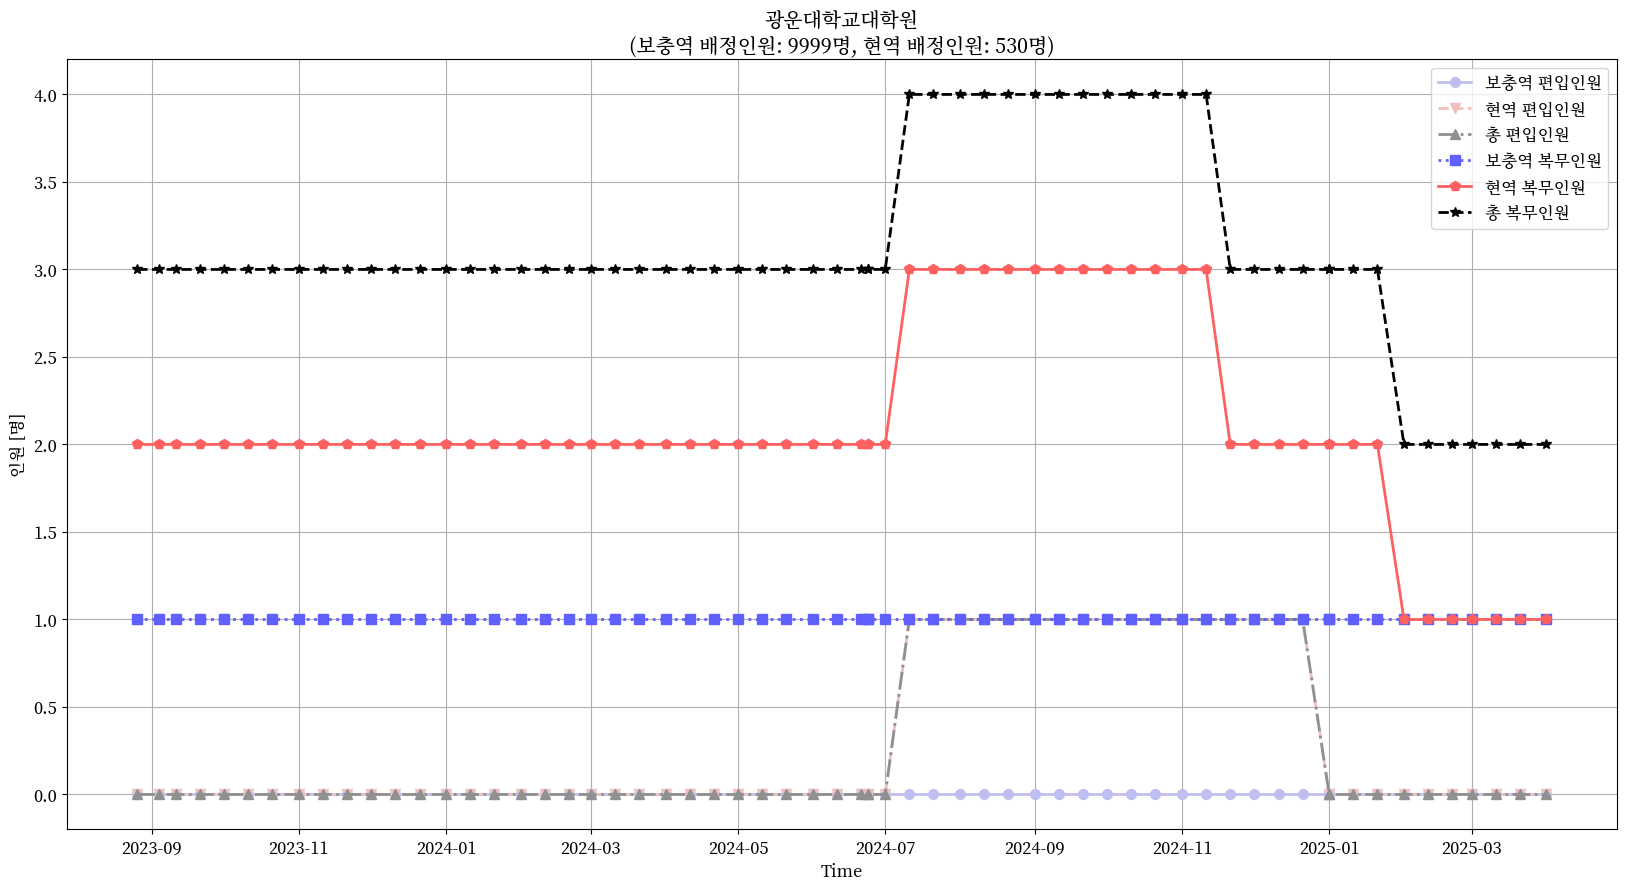 광운대학교대학원
(보충역 배정인원: 9999명, 현역 배정인원: 530명)
보충역 편입인원
현역 편입인원
총 편입인원
보충역 복무인원
현역 복무인원
총 복무인원
4.0
3.5
3.0
2.5
2.0
1.5
1.0
0.5
0.0
인원 [명]
2023-09 2023-11 2024-01 2024-03 2024-05 2024-07 2024-09 2024-11 2025-01 2025-03
Time